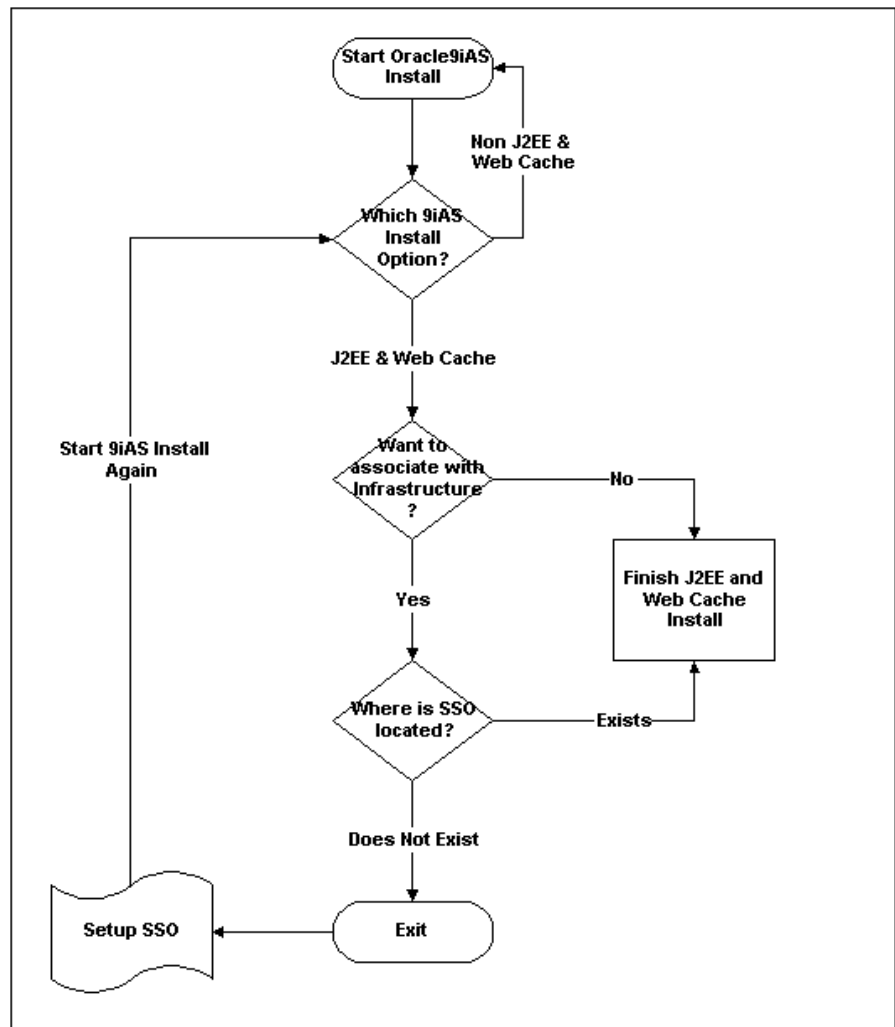 Start Oracle9iAS
Install
Non J2EE &
Web Cache
Which 9iAS
Install
Option?
J2EE & Web Cache
Start 9iAS Install
Again
Want to
associate with
Infrastructure
?
No
Finish J2EE and
Web Cache
Install
Yes
Where is SSO
located?
Exists
Does Not Exist
Setup SSO
Exit